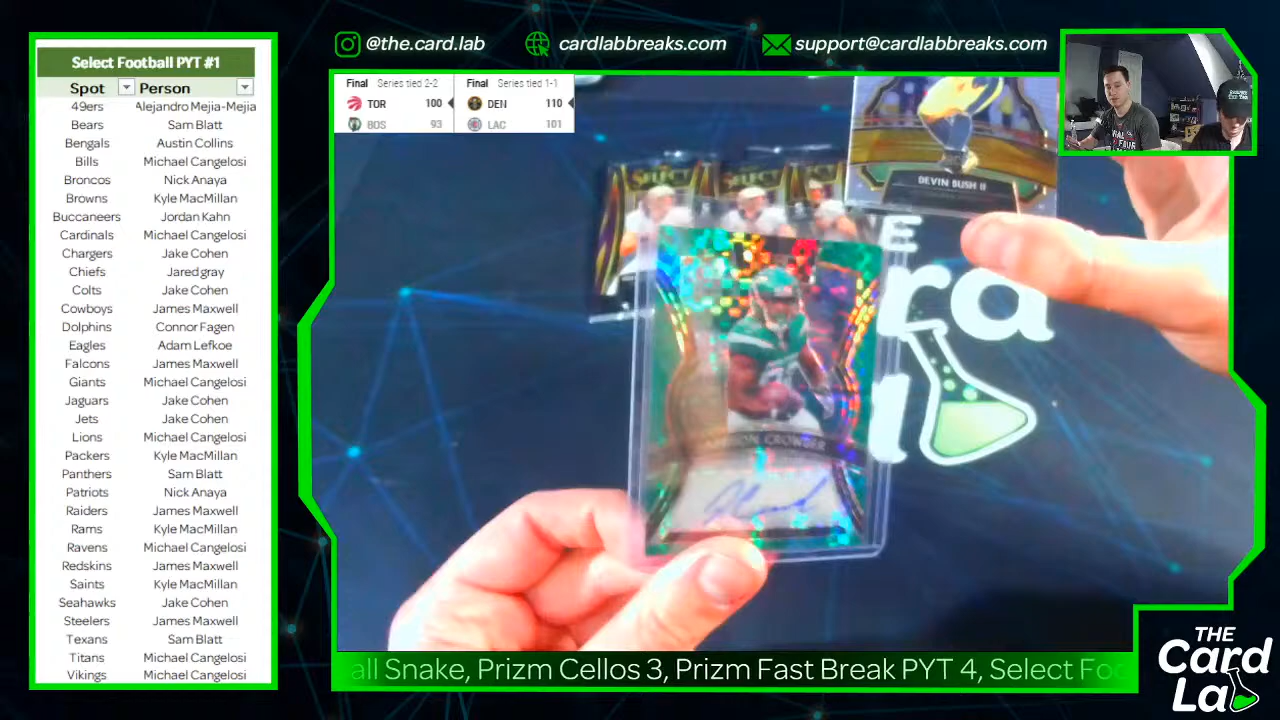 @the.card.lab
cardlabbreaks.com
support@cardlabbreaks.com
Select Football PYT #1
Spot Person
49ers Alejandro Mejia-Mejia
Bears Sam Blatt
Bengals Austin Collins
Bills Michael Cangelosi
Broncos Nick Anaya
Browns Kyle MacMillan
Buccaneers Jordan Kahn
Cardinals Michael Cangelosi
Chargers Jake Cohen
Chiefs Jared gray
Colts Jake Cohen
Cowboys James Maxwell
Dolphins Connor Fagen
Eagles Adam Lefkoe
Falcons James Maxwell
Giants Michael Cangelosi
Jaguars Jake Cohen
Jets Jake Cohen
Lions Michael Cangelosi
Packers Kyle MacMillan
Panthers Sam Blatt
Patriots Nick Anaya
Raiders James Maxwell
Rams Kyle MacMillan
Ravens Michael Cangelosi
Redskins James Maxwell
Saints Kyle MacMillan
Seahawks Jake Cohen
Steelers James Maxwell
Texans Sam Blatt
Titans Michael Cangelosi
Vikings Michael Cangelosi
Final Series tied 2-2
TOR 100
BOS 93
Final Series tied 1-1
DEN 110
LAC 101
DEVIN BUSH II
CROWDER
all Snake, Prizm Cellos 3, Prizm Fast Break PYT 4, Select Foo
THE
Card
Lab